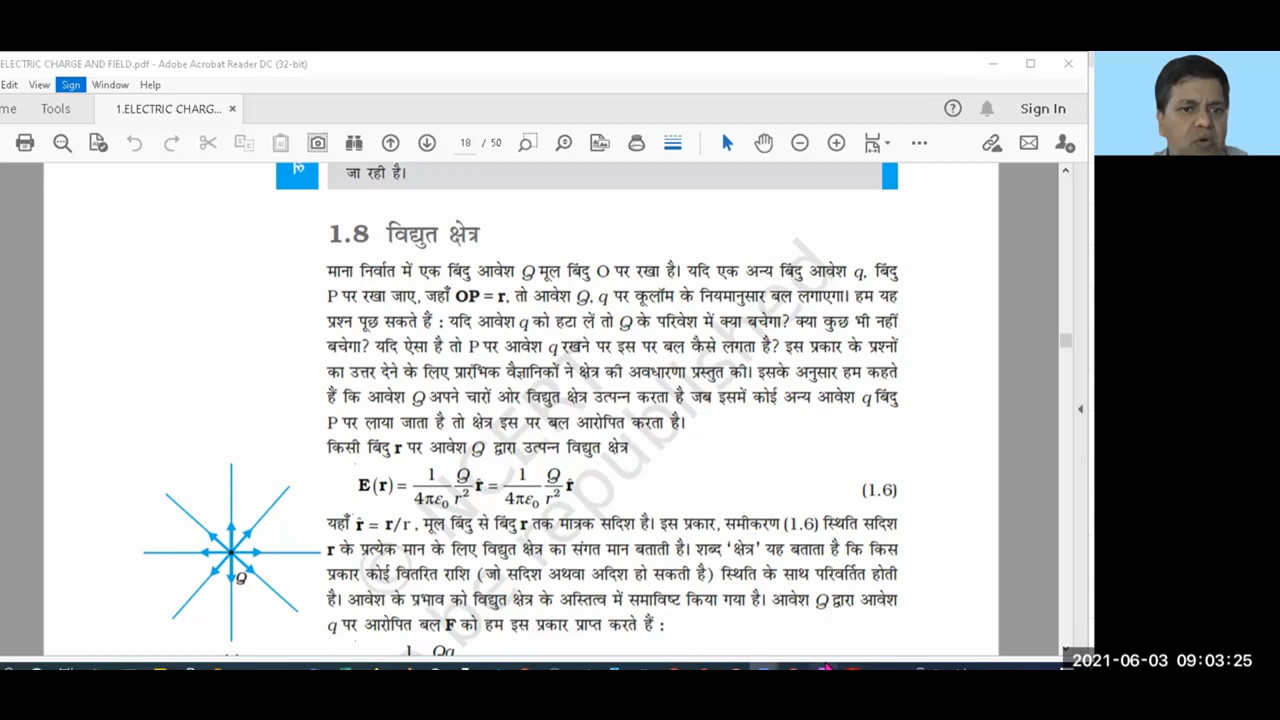 ELECTRIC CHARGE AND FIELD.pdf - Adobe Acrobat Reader DC (32-bit)
Edit View Sign Window Help
me Tools 1.ELECTRIC CHARG... × Sign In
18 / 50
जा रही है।
1.8 विद्युत क्षेत्र
माना निर्वात में एक बिंदु आवेश Q मूल बिंदु O पर रखा है। यदि एक अन्य बिंदु आवेश q, बिंदु
P पर रखा जाए, जहाँ OP = r, तो आवेश Q, q पर कूलॉम के नियमानुसार बल लगाएगा। हम यह
प्रश्न पूछ सकते हैं : यदि आवेश q को हटा लें तो Q के परिवेश में क्या बचेगा? क्या कुछ भी नहीं
बचेगा? यदि ऐसा है तो P पर आवेश q रखने पर इस पर बल कैसे लगता है? इस प्रकार के प्रश्नों
का उत्तर देने के लिए प्रारंभिक वैज्ञानिकों ने क्षेत्र की अवधारणा प्रस्तुत की। इसके अनुसार हम कहते
हैं कि आवेश Q अपने चारों ओर विद्युत क्षेत्र उत्पन्न करता है जब इसमें कोई अन्य आवेश q बिंदु
P पर लाया जाता है तो क्षेत्र इस पर बल आरोपित करता है।
किसी बिंदु r पर आवेश Q द्वारा उत्पन्न विद्युत क्षेत्र
E(r) = 1/4πε₀ Q/r² r̂ = 1/4πε₀ Q/r² r̂ (1.6)
यहाँ r̂ = r/r, मूल बिंदु से बिंदु r तक मात्रक सदिश है। इस प्रकार, समीकरण (1.6) स्थिति सदिश
r के प्रत्येक मान के लिए विद्युत क्षेत्र का संगत मान बताती है। शब्द ‘क्षेत्र’ यह बताता है कि किस
प्रकार कोई वितरित राशि (जो सदिश अथवा अदिश हो सकती है) स्थिति के साथ परिवर्तित होती
Q
है। आवेश के प्रभाव को विद्युत क्षेत्र के अस्तित्व में समाविष्ट किया गया है। आवेश Q द्वारा आवेश
q पर आरोपित बल F को हम इस प्रकार प्राप्त करते हैं :
1 Qq
© NCERT
be republished
2021-06-03 09:03:25